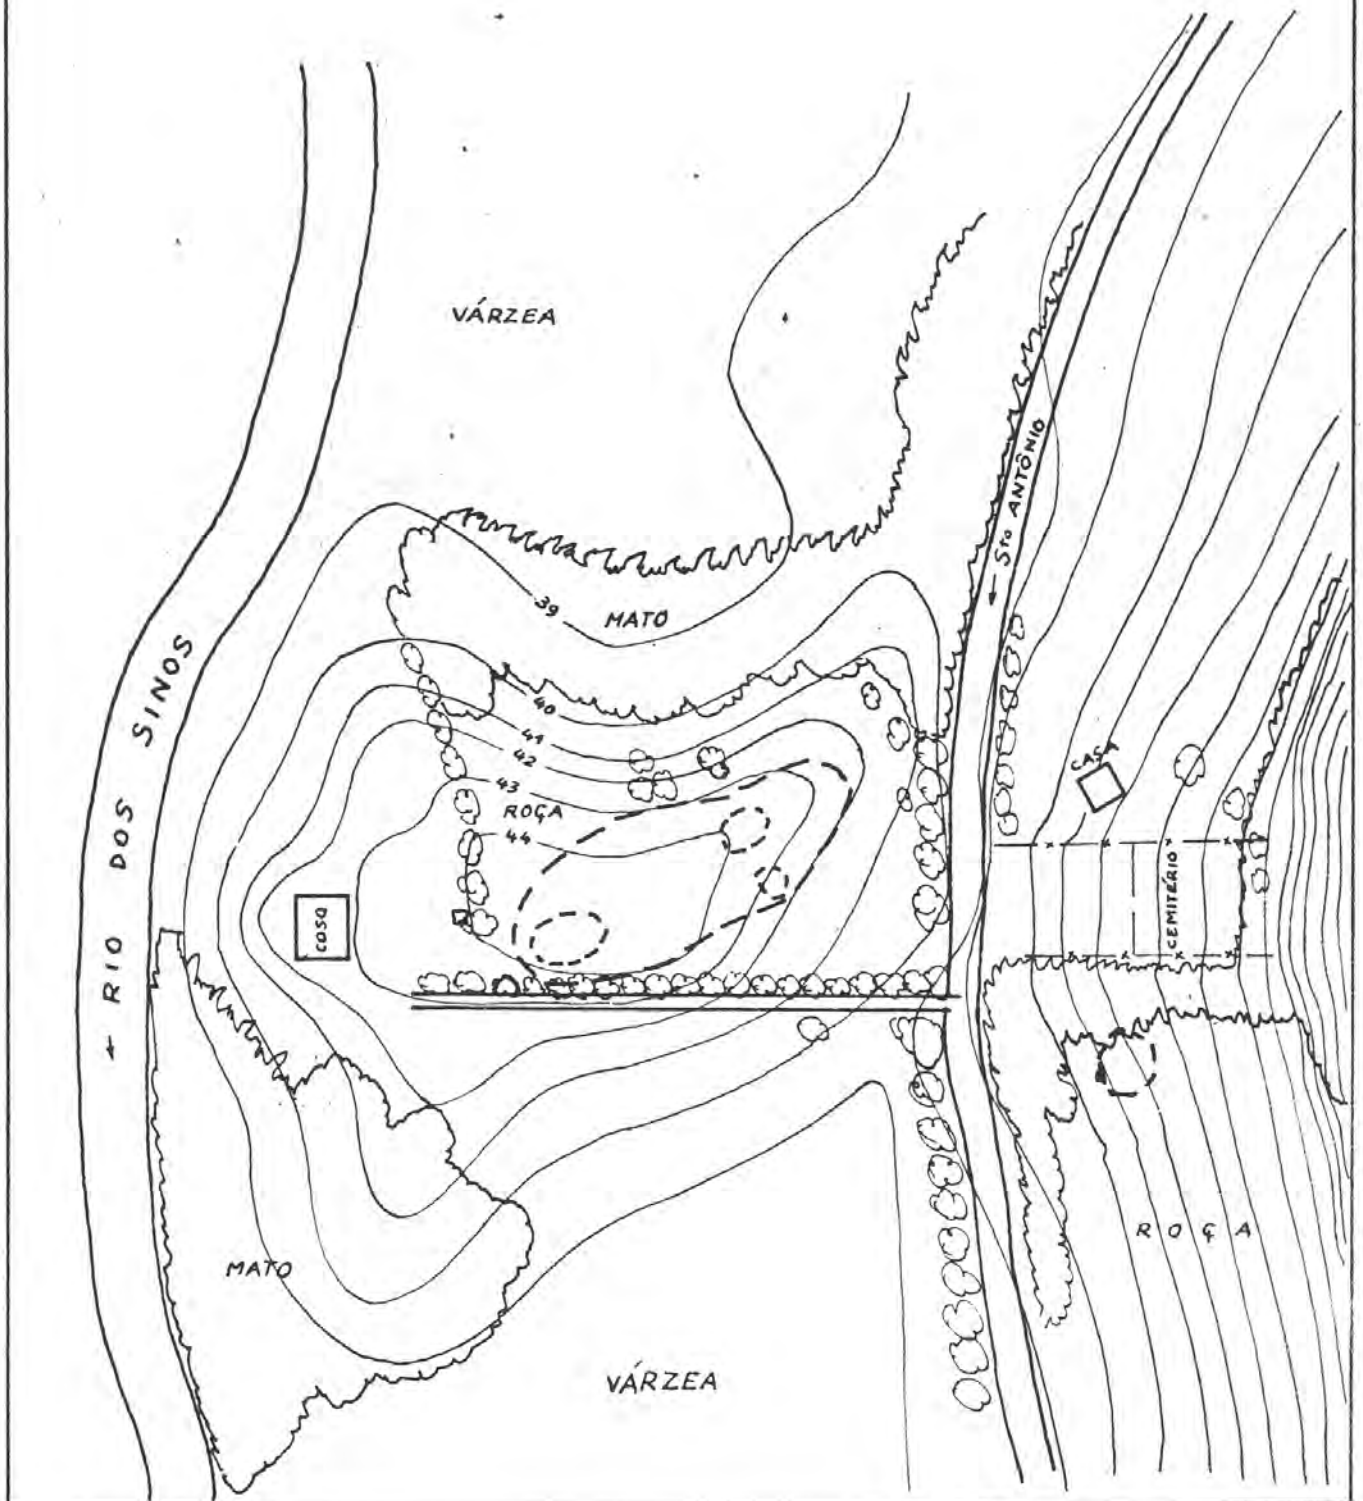 VÁRZEA
← Sto ANTÔNIO
39
MATO
← RIO DOS SINOS
40
41
42
43
ROÇA
44
CASA
CASA
CEMITÉRIO
ROÇA
MATO
VÁRZEA